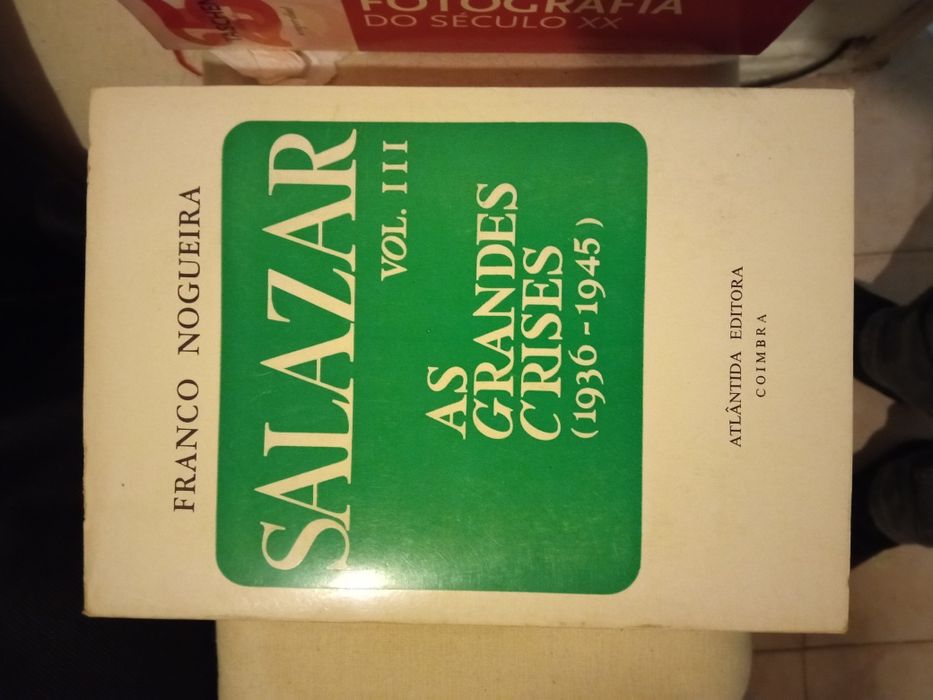 FOTOGRAFIA
DO SÉCULO XX
FRANCO NOGUEIRA
SALAZAR
VOL. III
AS
GRANDES
CRISES
(1936-1945)
ATLÂNTIDA EDITORA
COIMBRA